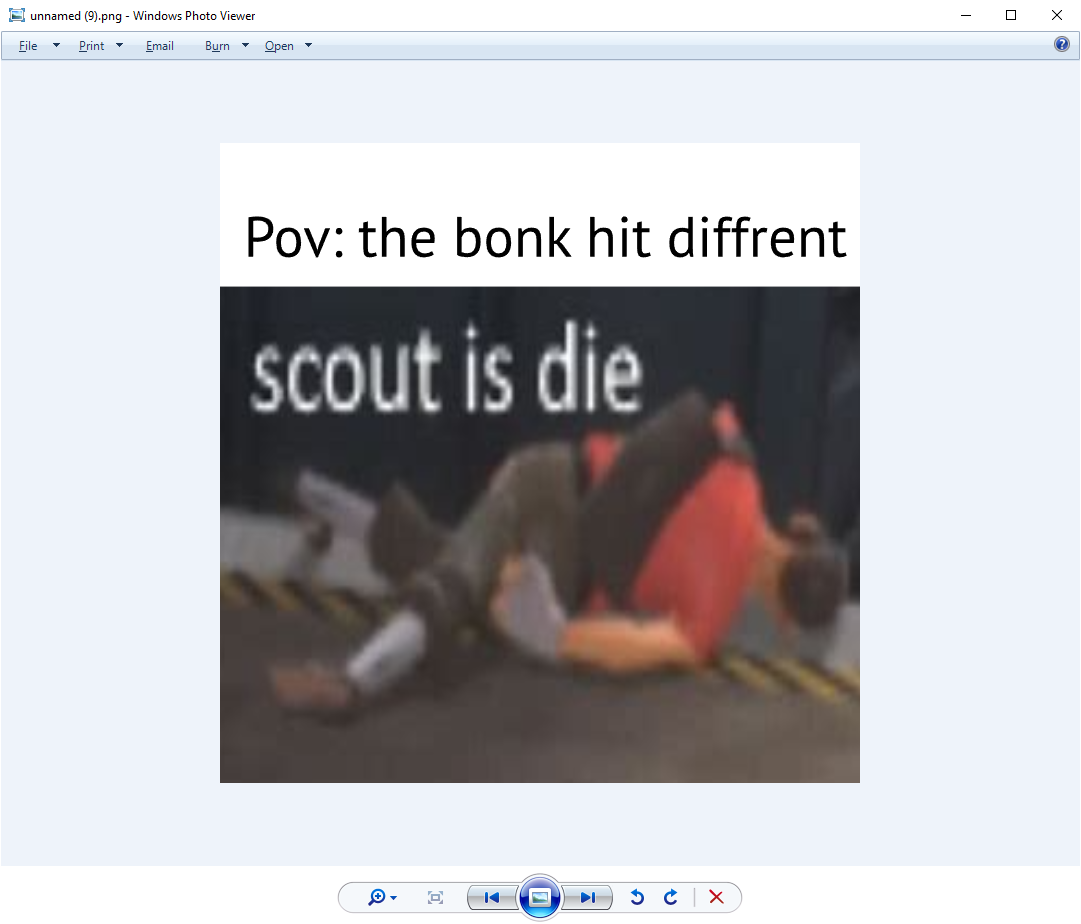 unnamed (9).png - Windows Photo Viewer
File Print Email Burn Open
Pov: the bonk hit diffrent
scout is die